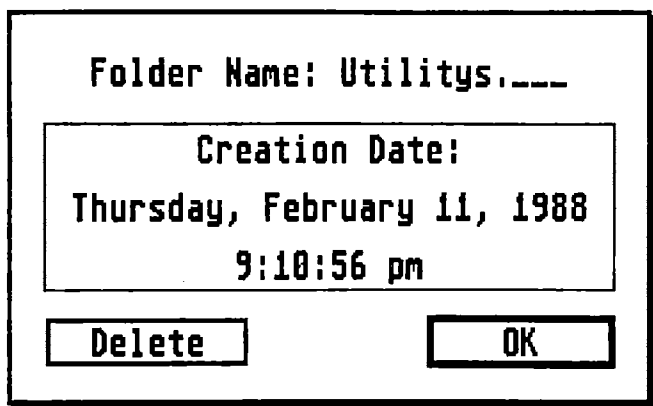 Folder Name: Utilitys.___
Creation Date:
Thursday, February 11, 1988
9:10:56 pm
Delete
OK